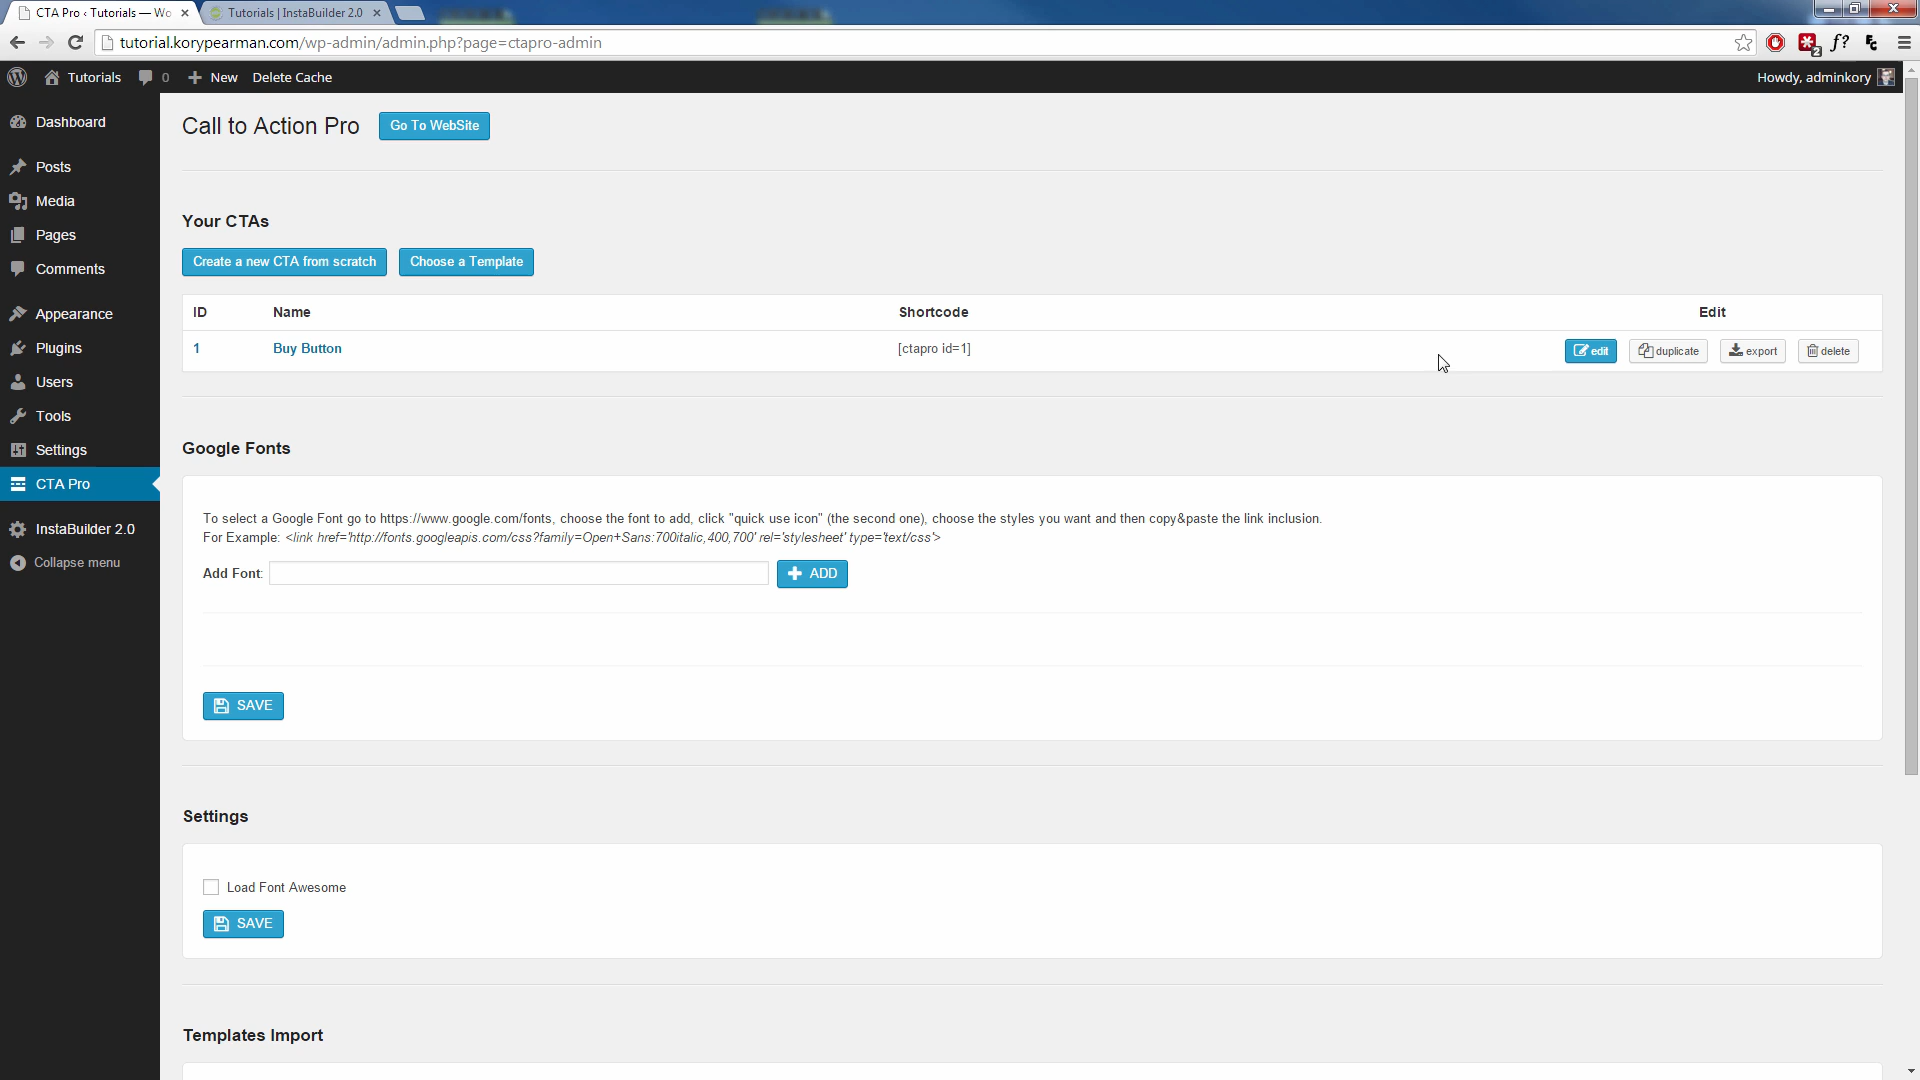 CTA Pro ‹ Tutorials — Wo
Tutorials | InstaBuilder 2.0
tutorial.korypearman.com/wp-admin/admin.php?page=ctapro-admin
2
f?
Tutorials
0
New
Delete Cache
Howdy, adminkory
Dashboard
Posts
Media
Pages
Comments
Appearance
Plugins
Users
Tools
Settings
CTA Pro
InstaBuilder 2.0
Collapse menu
Call to Action Pro
Go To WebSite
Your CTAs
Create a new CTA from scratch
Choose a Template
ID Name Shortcode Edit
1 Buy Button [ctapro id=1] edit duplicate export delete
Google Fonts
To select a Google Font go to https://www.google.com/fonts, choose the font to add, click "quick use icon" (the second one), choose the styles you want and then copy&paste the link inclusion.
For Example: <link href='http://fonts.googleapis.com/css?family=Open+Sans:700italic,400,700' rel='stylesheet' type='text/css'>
Add Font: ADD
SAVE
Settings
Load Font Awesome
SAVE
Templates Import